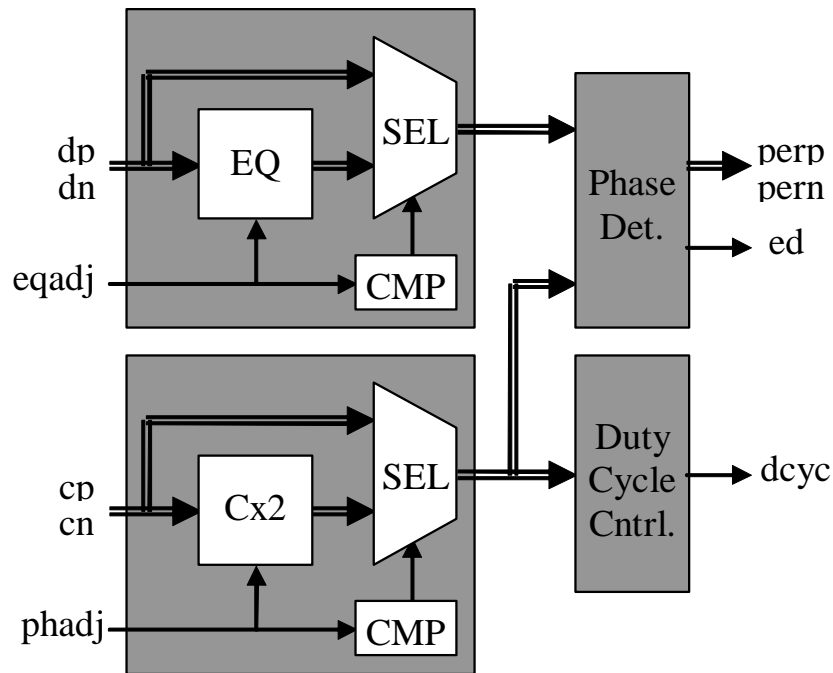 SEL
EQ
dp
dn
eqadj
CMP
Phase
Det.
perp
pern
ed
SEL
Cx2
cp
cn
phadj
CMP
Duty
Cycle
Cntrl.
dcyc